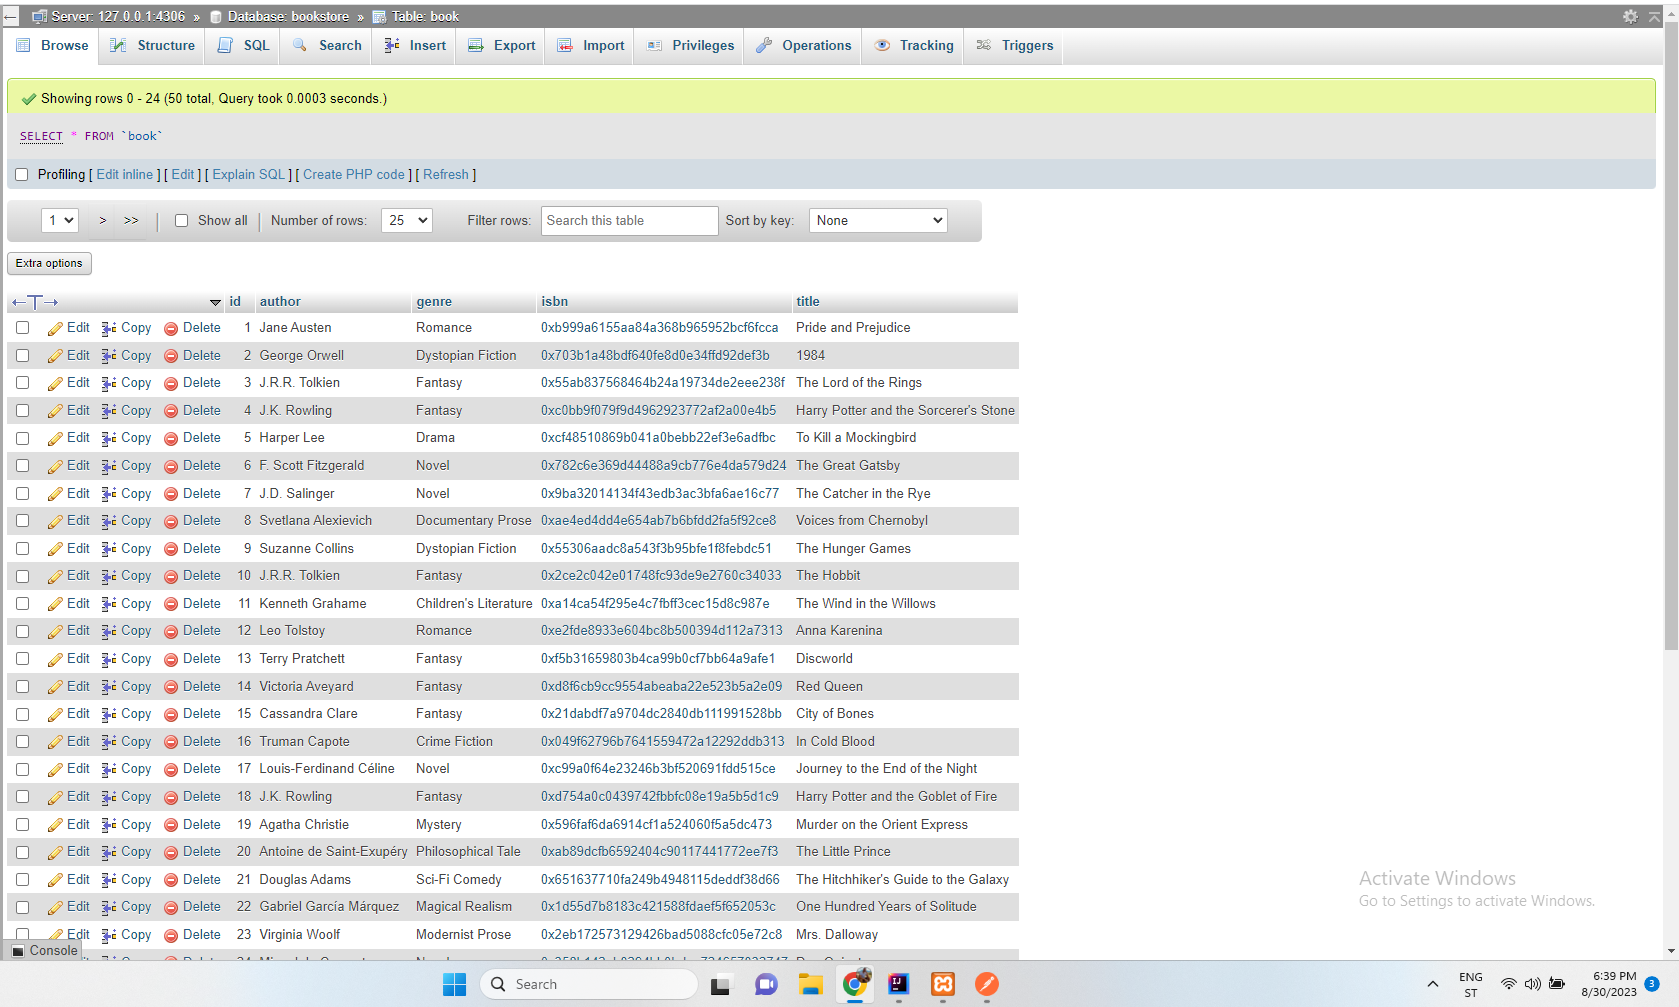 Server: 127.0.0.1:4306 » Database: bookstore » Table: book
Browse Structure SQL Search Insert Export Import Privileges Operations Tracking Triggers
Showing rows 0 - 24 (50 total, Query took 0.0003 seconds.)
SELECT * FROM `book`
Profiling [ Edit inline ] [ Edit ] [ Explain SQL ] [ Create PHP code ] [ Refresh ]
1 > >> | Show all | Number of rows: 25 Filter rows: Search this table Sort by key: None
Extra options
id author genre isbn title
Edit Copy Delete 1 Jane Austen Romance 0xb999a6155aa84a368b965952bcf6fcca Pride and Prejudice
Edit Copy Delete 2 George Orwell Dystopian Fiction 0x703b1a48bdf640fe8d0e34ffd92def3b 1984
Edit Copy Delete 3 J.R.R. Tolkien Fantasy 0x55ab837568464b24a19734de2eee238f The Lord of the Rings
Edit Copy Delete 4 J.K. Rowling Fantasy 0xc0bb9f079f9d4962923772af2a00e4b5 Harry Potter and the Sorcerer's Stone
Edit Copy Delete 5 Harper Lee Drama 0xcf48510869b041a0bebb22ef3e6adfbc To Kill a Mockingbird
Edit Copy Delete 6 F. Scott Fitzgerald Novel 0x782c6e369d44488a9cb776e4da579d24 The Great Gatsby
Edit Copy Delete 7 J.D. Salinger Novel 0x9ba32014134f43edb3ac3bfa6ae16c77 The Catcher in the Rye
Edit Copy Delete 8 Svetlana Alexievich Documentary Prose 0xae4ed4dd4e654ab7b6bfdd2fa5f92ce8 Voices from Chernobyl
Edit Copy Delete 9 Suzanne Collins Dystopian Fiction 0x55306aadc8a543f3b95bfe1f8febdc51 The Hunger Games
Edit Copy Delete 10 J.R.R. Tolkien Fantasy 0x2ce2c042e01748fc93de9e2760c34033 The Hobbit
Edit Copy Delete 11 Kenneth Grahame Children's Literature 0xa14ca54f295e4c7fbff3cec15d8c987e The Wind in the Willows
Edit Copy Delete 12 Leo Tolstoy Romance 0xe2fde8933e604bc8b500394d112a7313 Anna Karenina
Edit Copy Delete 13 Terry Pratchett Fantasy 0xf5b31659803b4ca99b0cf7bb64a9afe1 Discworld
Edit Copy Delete 14 Victoria Aveyard Fantasy 0xd8f6cb9cc9554abeaba22e523b5a2e09 Red Queen
Edit Copy Delete 15 Cassandra Clare Fantasy 0x21dabdf7a9704dc2840db111991528bb City of Bones
Edit Copy Delete 16 Truman Capote Crime Fiction 0x049f62796b7641559472a12292ddb313 In Cold Blood
Edit Copy Delete 17 Louis-Ferdinand Céline Novel 0xc99a0f64e23246b3bf520691fdd515ce Journey to the End of the Night
Edit Copy Delete 18 J.K. Rowling Fantasy 0xd754a0c0439742fbbfc08e19a5b5d1c9 Harry Potter and the Goblet of Fire
Edit Copy Delete 19 Agatha Christie Mystery 0x596faf6da6914cf1a524060f5a5dc473 Murder on the Orient Express
Edit Copy Delete 20 Antoine de Saint-Exupéry Philosophical Tale 0xab89dcfb6592404c90117441772ee7f3 The Little Prince
Edit Copy Delete 21 Douglas Adams Sci-Fi Comedy 0x651637710fa249b4948115deddf38d66 The Hitchhiker's Guide to the Galaxy
Edit Copy Delete 22 Gabriel García Márquez Magical Realism 0x1d55d7b8183c421588fdaef5f652053c One Hundred Years of Solitude
Edit Copy Delete 23 Virginia Woolf Modernist Prose 0x2eb172573129426bad5088cfc05e72c8 Mrs. Dalloway
Console
Activate Windows
Go to Settings to activate Windows.
Search
ENG
ST
6:39 PM
8/30/2023
3